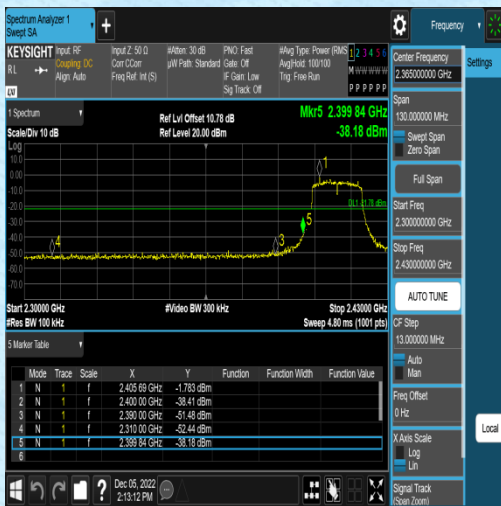 Spectrum Analyzer 1
Swept SA
Frequency
KEYSIGHT
Input: RF
Input Z: 50 Ω
#Atten: 30 dB
PNO: Fast
#Avg Type: Power (RMS
1 2 3 4 5 6
RL
Coupling: DC
Corr CCorr
µW Path: Standard
Gate: Off
Avg|Hold: 100/100
M W W W W W
Align: Auto
Freq Ref: Int (S)
IF Gain: Low
Trig: Free Run
Sig Track: Off
P P P P P P
LXI
1 Spectrum
Ref Lvl Offset 10.78 dB
Mkr5 2.399 84 GHz
Scale/Div 10 dB
Ref Level 20.00 dBm
-38.18 dBm
Log
10.0
0.00
-10.0
-20.0
-30.0
-40.0
-50.0
-60.0
-70.0
1
DL1 -21.78 dBm
5
3
4
Start 2.30000 GHz
#Video BW 300 kHz
Stop 2.43000 GHz
#Res BW 100 kHz
Sweep 4.80 ms (1001 pts)
5 Marker Table
Mode Trace Scale X Y Function Function Width Function Value
1 N 1 f 2.405 69 GHz -1.783 dBm
2 N 1 f 2.400 00 GHz -38.41 dBm
3 N 1 f 2.390 00 GHz -51.48 dBm
4 N 1 f 2.310 00 GHz -52.44 dBm
5 N 1 f 2.399 84 GHz -38.18 dBm
6
?
Dec 05, 2022
2:13:12 PM
Center Frequency
2.365000000 GHz
Settings
Span
130.000000 MHz
Swept Span
Zero Span
Full Span
Start Freq
2.300000000 GHz
Stop Freq
2.430000000 GHz
AUTO TUNE
CF Step
13.000000 MHz
Auto
Man
Freq Offset
0 Hz
Local
X Axis Scale
Log
Lin
Signal Track
(Span Zoom)